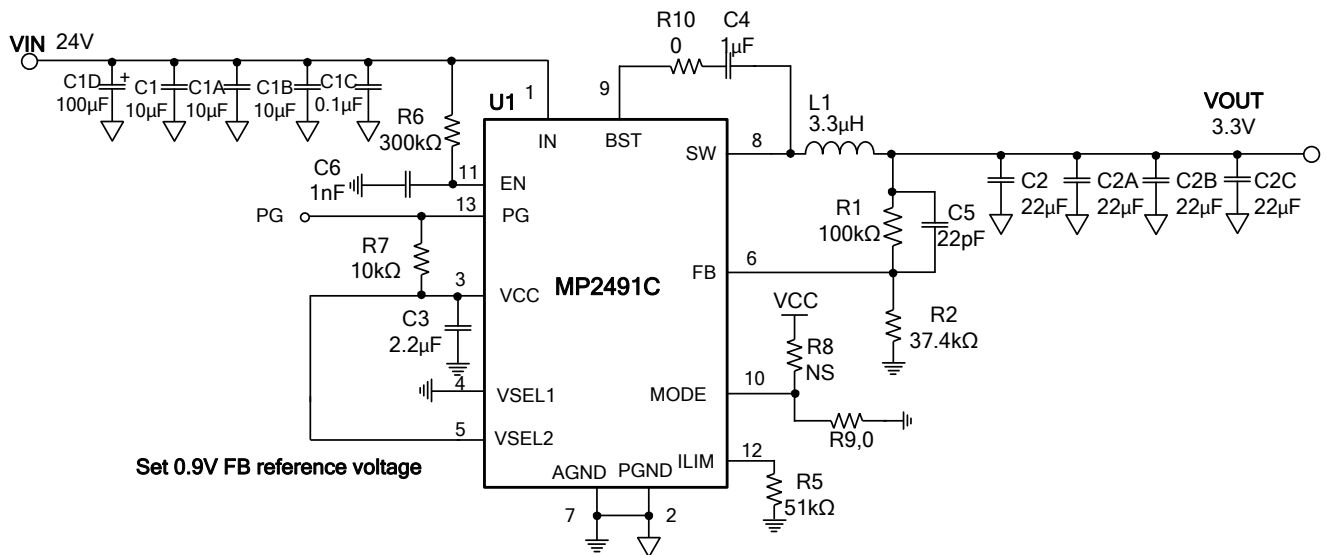 VIN 24V
C1D
100µF
+
C1
10µF
C1A
10µF
C1B
10µF
C1C
0.1µF
R6
300kΩ
C6
1nF
PG
R7
10kΩ
C3
2.2µF
R10
0
C4
1µF
U1
1
IN
9
BST
11
EN
13
PG
3
VCC
4
VSEL1
5
VSEL2
MP2491C
8
SW
6
FB
10
MODE
12
ILIM
AGND
7
PGND
2
L1
3.3µH
VOUT
3.3V
R1
100kΩ
C5
22pF
C2
22µF
C2A
22µF
C2B
22µF
C2C
22µF
R2
37.4kΩ
VCC
R8
NS
R9,0
R5
51kΩ
Set 0.9V FB reference voltage